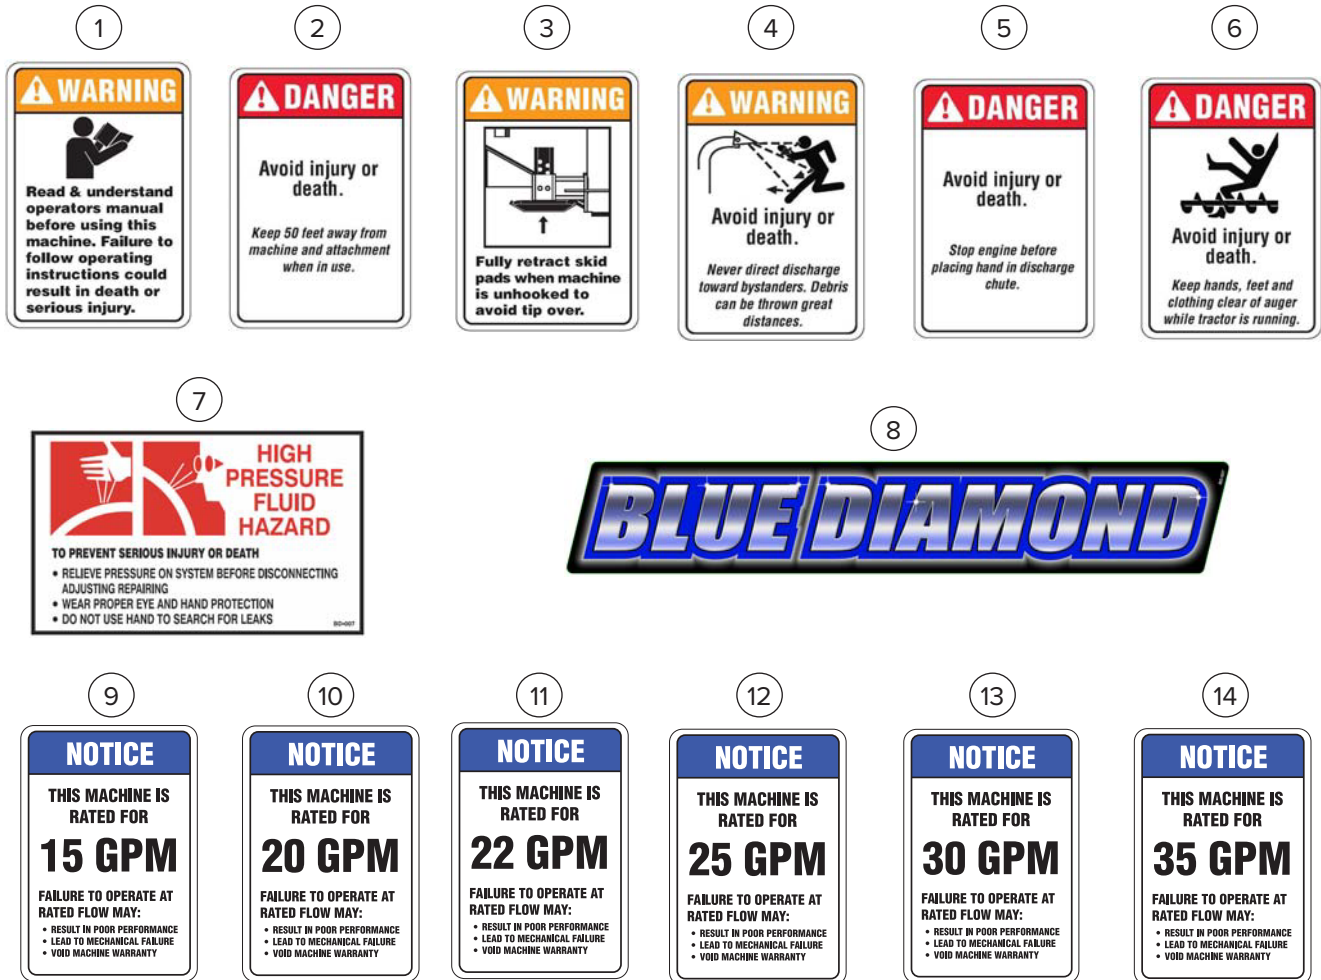 1
WARNING
Read & understand
operators manual
before using this
machine. Failure to
follow operating
instructions could
result in death or
serious injury.
2
DANGER
Avoid injury or
death.
Keep 50 feet away from
machine and attachment
when in use.
3
WARNING
Fully retract skid
pads when machine
is unhooked to
avoid tip over.
4
WARNING
Avoid injury or
death.
Never direct discharge
toward bystanders. Debris
can be thrown great
distances.
5
DANGER
Avoid injury or
death.
Stop engine before
placing hand in discharge
chute.
6
DANGER
Avoid injury or
death.
Keep hands, feet and
clothing clear of auger
while tractor is running.
7
HIGH
PRESSURE
FLUID
HAZARD
TO PREVENT SERIOUS INJURY OR DEATH
• RELIEVE PRESSURE ON SYSTEM BEFORE DISCONNECTING
ADJUSTING REPAIRING
• WEAR PROPER EYE AND HAND PROTECTION
• DO NOT USE HAND TO SEARCH FOR LEAKS
8
BLUE DIAMOND
9
NOTICE
THIS MACHINE IS
RATED FOR
15 GPM
FAILURE TO OPERATE AT
RATED FLOW MAY:
• RESULT IN POOR PERFORMANCE
• LEAD TO MECHANICAL FAILURE
• VOID MACHINE WARRANTY
10
NOTICE
THIS MACHINE IS
RATED FOR
20 GPM
FAILURE TO OPERATE AT
RATED FLOW MAY:
• RESULT IN POOR PERFORMANCE
• LEAD TO MECHANICAL FAILURE
• VOID MACHINE WARRANTY
11
NOTICE
THIS MACHINE IS
RATED FOR
22 GPM
FAILURE TO OPERATE AT
RATED FLOW MAY:
• RESULT IN POOR PERFORMANCE
• LEAD TO MECHANICAL FAILURE
• VOID MACHINE WARRANTY
12
NOTICE
THIS MACHINE IS
RATED FOR
25 GPM
FAILURE TO OPERATE AT
RATED FLOW MAY:
• RESULT IN POOR PERFORMANCE
• LEAD TO MECHANICAL FAILURE
• VOID MACHINE WARRANTY
13
NOTICE
THIS MACHINE IS
RATED FOR
30 GPM
FAILURE TO OPERATE AT
RATED FLOW MAY:
• RESULT IN POOR PERFORMANCE
• LEAD TO MECHANICAL FAILURE
• VOID MACHINE WARRANTY
14
NOTICE
THIS MACHINE IS
RATED FOR
35 GPM
FAILURE TO OPERATE AT
RATED FLOW MAY:
• RESULT IN POOR PERFORMANCE
• LEAD TO MECHANICAL FAILURE
• VOID MACHINE WARRANTY